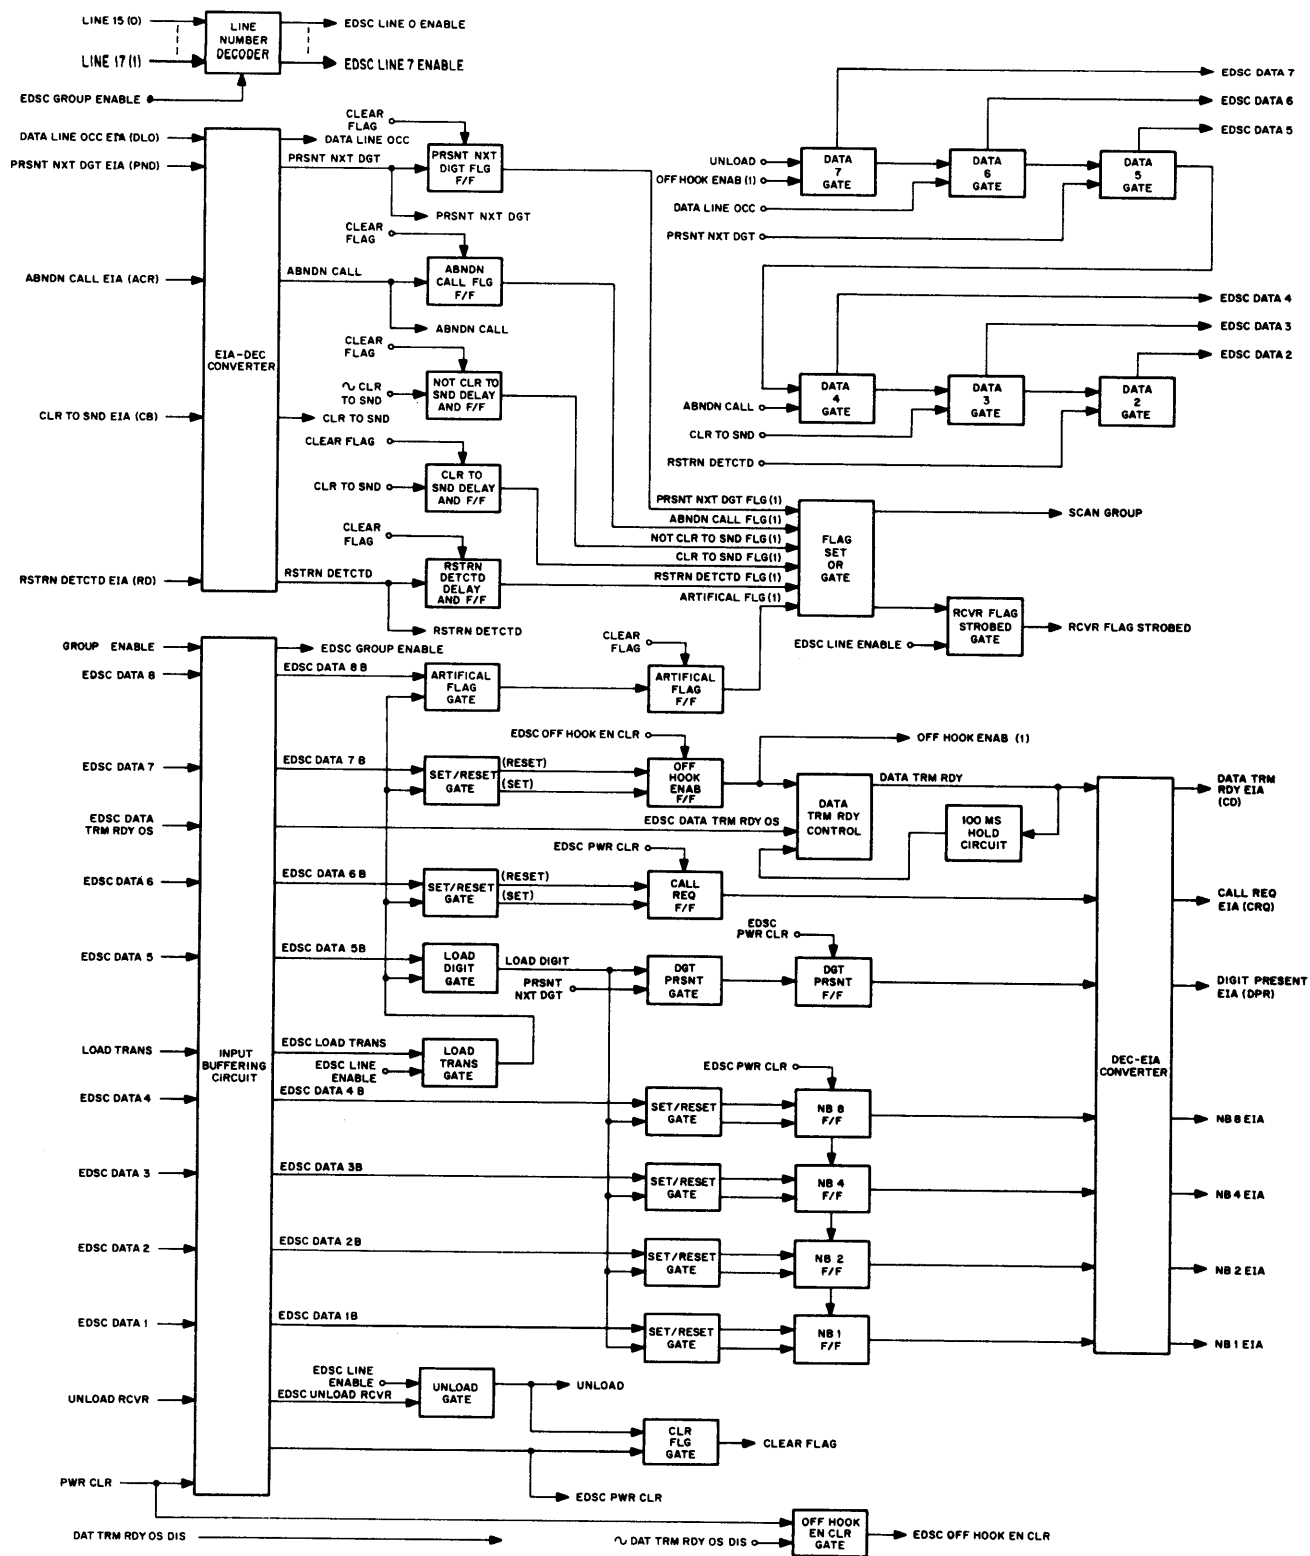 LINE 15 (0)
LINE
NUMBER
DECODER
EDSC LINE 0 ENABLE
LINE 17 (1)
EDSC LINE 7 ENABLE
EDSC GROUP ENABLE
DATA LINE OCC EIA (DLO)
PRSNT NXT DGT EIA (PND)
ABNDN CALL EIA (ACR)
CLR TO SND EIA (CB)
RSTRN DETCTD EIA (RD)
EIA-DEC
CONVERTER
DATA LINE OCC
PRSNT NXT DGT
CLEAR
FLAG
PRSNT NXT
DIGT FLG
F/F
PRSNT NXT DGT
CLEAR
FLAG
ABNDN CALL
ABNDN
CALL FLG
F/F
ABNDN CALL
CLEAR
FLAG
~ CLR
TO SND
NOT CLR TO
SND DELAY
AND F/F
CLR TO SND
CLEAR FLAG
CLR TO SND
CLR TO
SND DELAY
AND F/F
CLEAR
FLAG
RSTRN DETCTD
RSTRN
DETCTD
DELAY
AND F/F
RSTRN DETCTD
EDSC DATA 7
EDSC DATA 6
EDSC DATA 5
UNLOAD
OFF HOOK ENAB (1)
DATA LINE OCC
PRSNT NXT DGT
DATA
7
GATE
DATA
6
GATE
DATA
5
GATE
EDSC DATA 4
EDSC DATA 3
EDSC DATA 2
ABNDN CALL
CLR TO SND
RSTRN DETCTD
DATA
4
GATE
DATA
3
GATE
DATA
2
GATE
PRSNT NXT DGT FLG (1)
ABNDN CALL FLG (1)
NOT CLR TO SND FLG (1)
CLR TO SND FLG (1)
RSTRN DETCTD FLG (1)
ARTIFICAL FLG (1)
FLAG
SET
OR
GATE
SCAN GROUP
EDSC LINE ENABLE
RCVR FLAG
STROBED
GATE
RCVR FLAG STROBED
GROUP ENABLE
EDSC DATA 8
EDSC DATA 7
EDSC DATA
TRM RDY OS
EDSC DATA 6
EDSC DATA 5
LOAD TRANS
EDSC DATA 4
EDSC DATA 3
EDSC DATA 2
EDSC DATA 1
UNLOAD RCVR
PWR CLR
INPUT
BUFFERING
CIRCUIT
EDSC GROUP ENABLE
EDSC DATA 8 B
ARTIFICAL
FLAG
GATE
CLEAR
FLAG
ARTIFICAL
FLAG
F/F
EDSC DATA 7 B
SET/RESET
GATE
(RESET)
(SET)
EDSC OFF HOOK EN CLR
OFF
HOOK
ENAB
F/F
OFF HOOK ENAB (1)
EDSC DATA TRM RDY OS
DATA
TRM RDY
CONTROL
DATA TRM RDY
100 MS
HOLD
CIRCUIT
EDSC DATA 6 B
SET/RESET
GATE
(RESET)
(SET)
EDSC PWR CLR
CALL
REQ
F/F
EDSC DATA 5B
LOAD
DIGIT
GATE
LOAD DIGIT
PRSNT
NXT DGT
DGT
PRSNT
GATE
EDSC
PWR CLR
DGT
PRSNT
F/F
EDSC LOAD TRANS
EDSC LINE
ENABLE
LOAD
TRANS
GATE
EDSC DATA 4 B
SET/RESET
GATE
EDSC PWR CLR
NB 8
F/F
EDSC DATA 3B
SET/RESET
GATE
NB 4
F/F
EDSC DATA 2B
SET/RESET
GATE
NB 2
F/F
EDSC DATA 1B
SET/RESET
GATE
NB 1
F/F
DEC-EIA
CONVERTER
DATA TRM
RDY EIA
(CD)
CALL REQ
EIA (CRQ)
DIGIT PRESENT
EIA (DPR)
NB 8 EIA
NB 4 EIA
NB 2 EIA
NB 1 EIA
EDSC LINE
ENABLE
EDSC UNLOAD RCVR
UNLOAD
GATE
UNLOAD
CLR
FLG
GATE
CLEAR FLAG
EDSC PWR CLR
DAT TRM RDY OS DIS
~ DAT TRM RDY OS DIS
OFF HOOK
EN CLR
GATE
EDSC OFF HOOK EN CLR